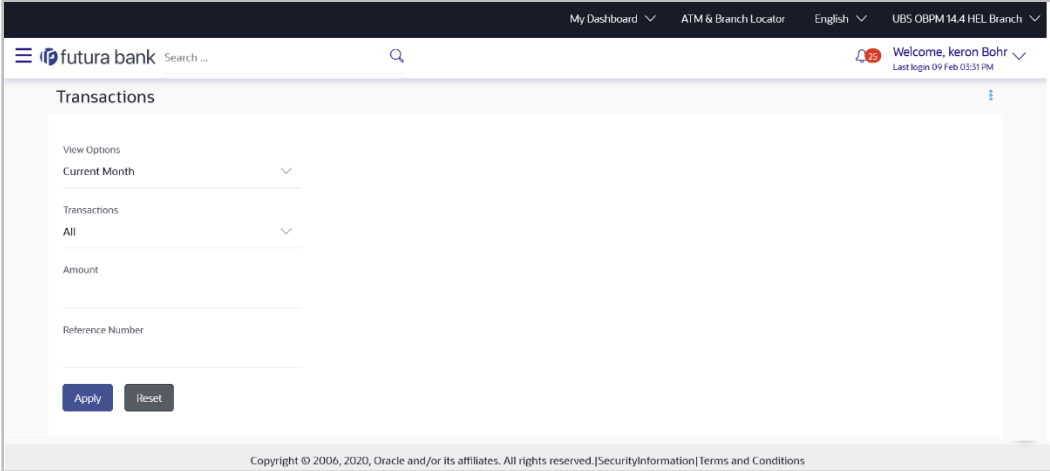 My Dashboard ATM & Branch Locator English UBS OBPM 14.4 HEL Branch
futura bank Search ... 25 Welcome, keron Bohr
Last login 09 Feb 03:31 PM
Transactions
View Options
Current Month
Transactions
All
Amount
Reference Number
Apply Reset
Copyright © 2006, 2020, Oracle and/or its affiliates. All rights reserved.|SecurityInformation|Terms and Conditions